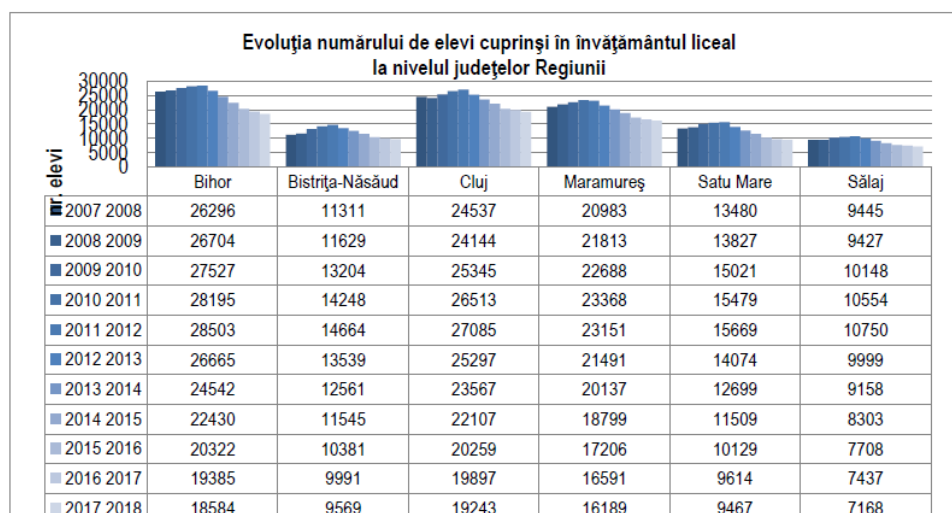 Evoluţia numărului de elevi cuprinşi în învăţământul liceal
la nivelul judeţelor Regiunii
nr. elevi
30000
25000
20000
15000
10000
5000
0
Bihor Bistriţa-Năsăud Cluj Maramureş Satu Mare Sălaj
2007 2008 26296 11311 24537 20983 13480 9445
2008 2009 26704 11629 24144 21813 13827 9427
2009 2010 27527 13204 25345 22688 15021 10148
2010 2011 28195 14248 26513 23368 15479 10554
2011 2012 28503 14664 27085 23151 15669 10750
2012 2013 26665 13539 25297 21491 14074 9999
2013 2014 24542 12561 23567 20137 12699 9158
2014 2015 22430 11545 22107 18799 11509 8303
2015 2016 20322 10381 20259 17206 10129 7708
2016 2017 19385 9991 19897 16591 9614 7437
2017 2018 18584 9569 19243 16189 9467 7168